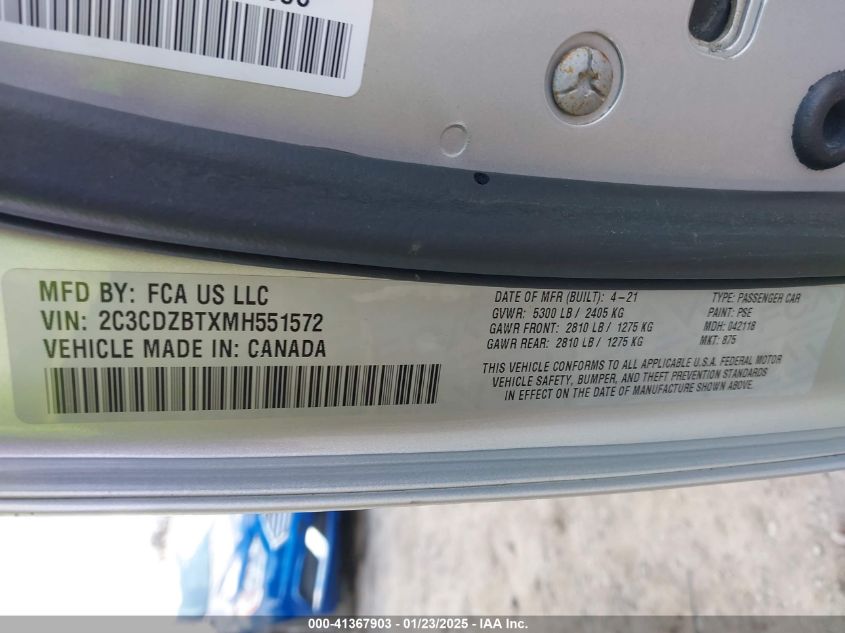 MFD BY: FCA US LLC
VIN: 2C3CDZBTXMH551572
VEHICLE MADE IN: CANADA
DATE OF MFR (BUILT): 4-21
GVWR: 5300 LB / 2405 KG
GAWR FRONT: 2810 LB / 1275 KG
GAWR REAR: 2810 LB / 1275 KG
TYPE: PASSENGER CAR
PAINT: PSE
MDH: 042118
MKT: 875
THIS VEHICLE CONFORMS TO ALL APPLICABLE U.S.A. FEDERAL MOTOR
VEHICLE SAFETY, BUMPER, AND THEFT PREVENTION STANDARDS
IN EFFECT ON THE DATE OF MANUFACTURE SHOWN ABOVE.
000-41367903 / 01/23/2025 - © IAA Inc.